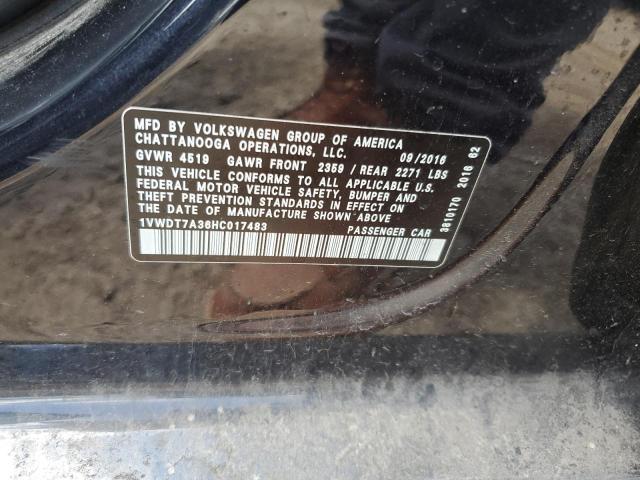 MFD BY VOLKSWAGEN GROUP OF AMERICA
CHATTANOOGA OPERATIONS, LLC. 09/2016
GVWR 4519 GAWR FRONT 2359 / REAR 2271 LBS
THIS VEHICLE CONFORMS TO ALL APPLICABLE U.S.
FEDERAL MOTOR VEHICLE SAFETY, BUMPER AND
THEFT PREVENTION STANDARDS IN EFFECT ON
THE DATE OF MANUFACTURE SHOWN ABOVE
1VWDT7A36HC017483 PASSENGER CAR
3810170 2016 62